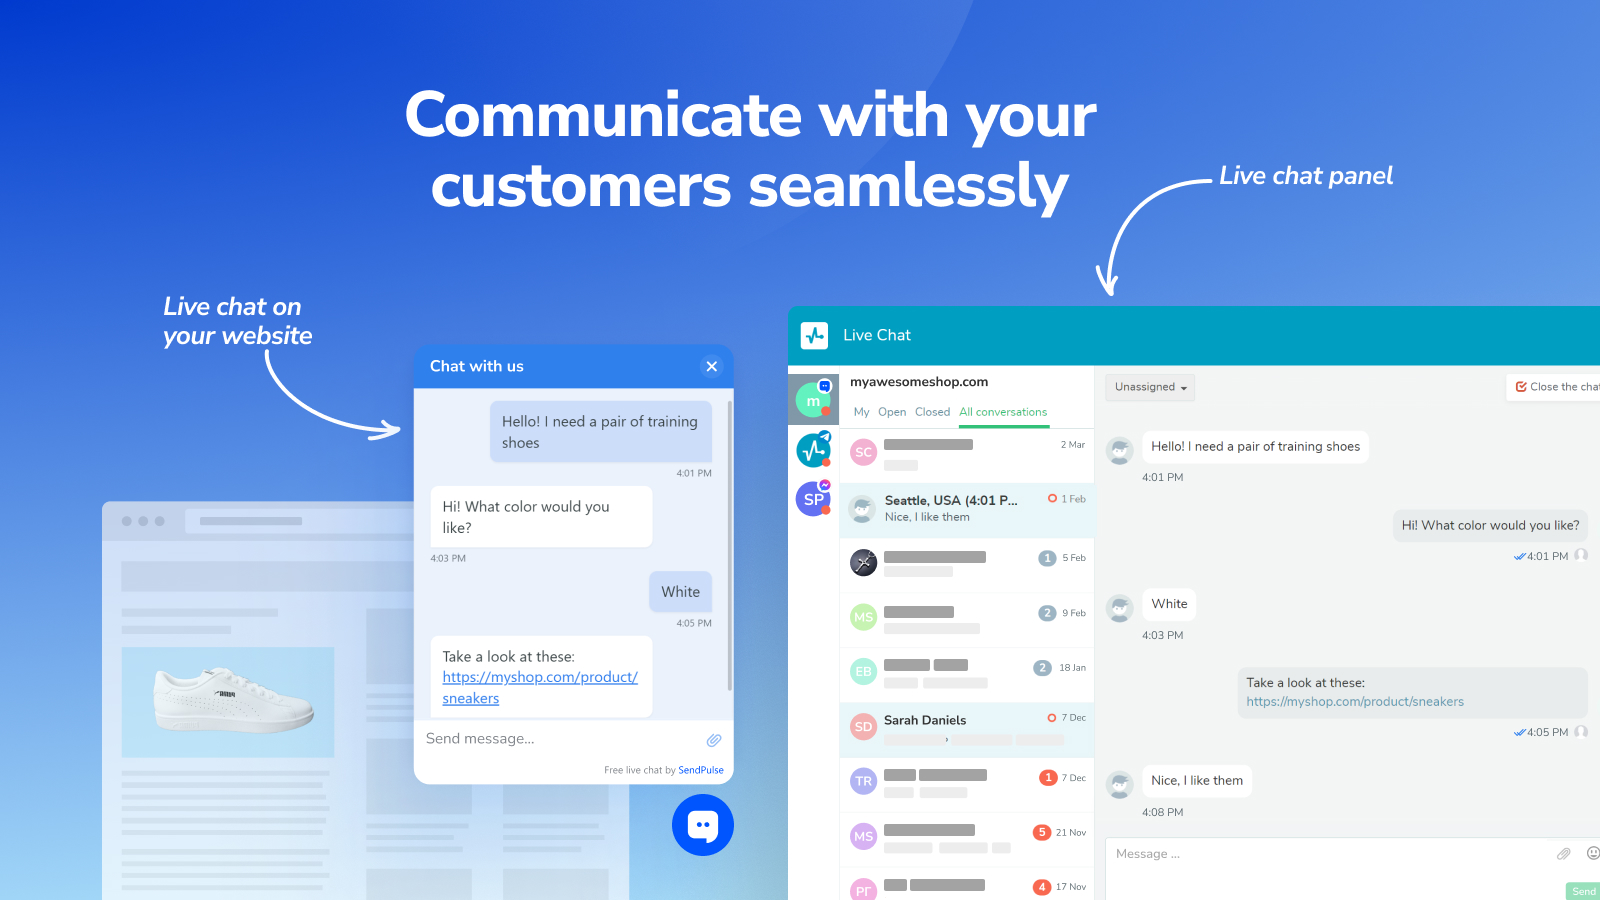 Communicate with your
customers seamlessly
Live chat panel
Live chat on
your website
Chat with us
Hello! I need a pair of training
shoes
4:01 PM
Hi! What color would you
like?
4:03 PM
White
4:05 PM
Take a look at these:
https://myshop.com/product/
sneakers
Send message...
Free live chat by SendPulse
PUMA
Live Chat
m
SP
myawesomeshop.com
My Open Closed All conversations
SC
2 Mar
Seattle, USA (4:01 P...
1 Feb
Nice, I like them
1 5 Feb
MS
2 9 Feb
EB
2 18 Jan
SD
Sarah Daniels
7 Dec
TR
1 7 Dec
MS
5 21 Nov
РГ
4 17 Nov
Unassigned
Close the chat
Hello! I need a pair of training shoes
4:01 PM
Hi! What color would you like?
4:01 PM
White
4:03 PM
Take a look at these:
https://myshop.com/product/sneakers
4:05 PM
Nice, I like them
4:08 PM
Message ...
Send